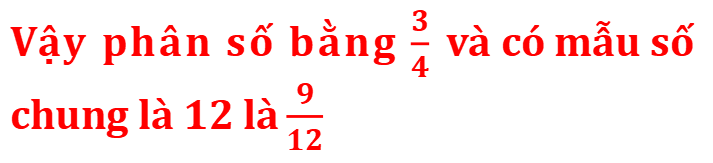 Vậy phân số bằng 3/4 và có mẫu số
chung là 12 là 9/12